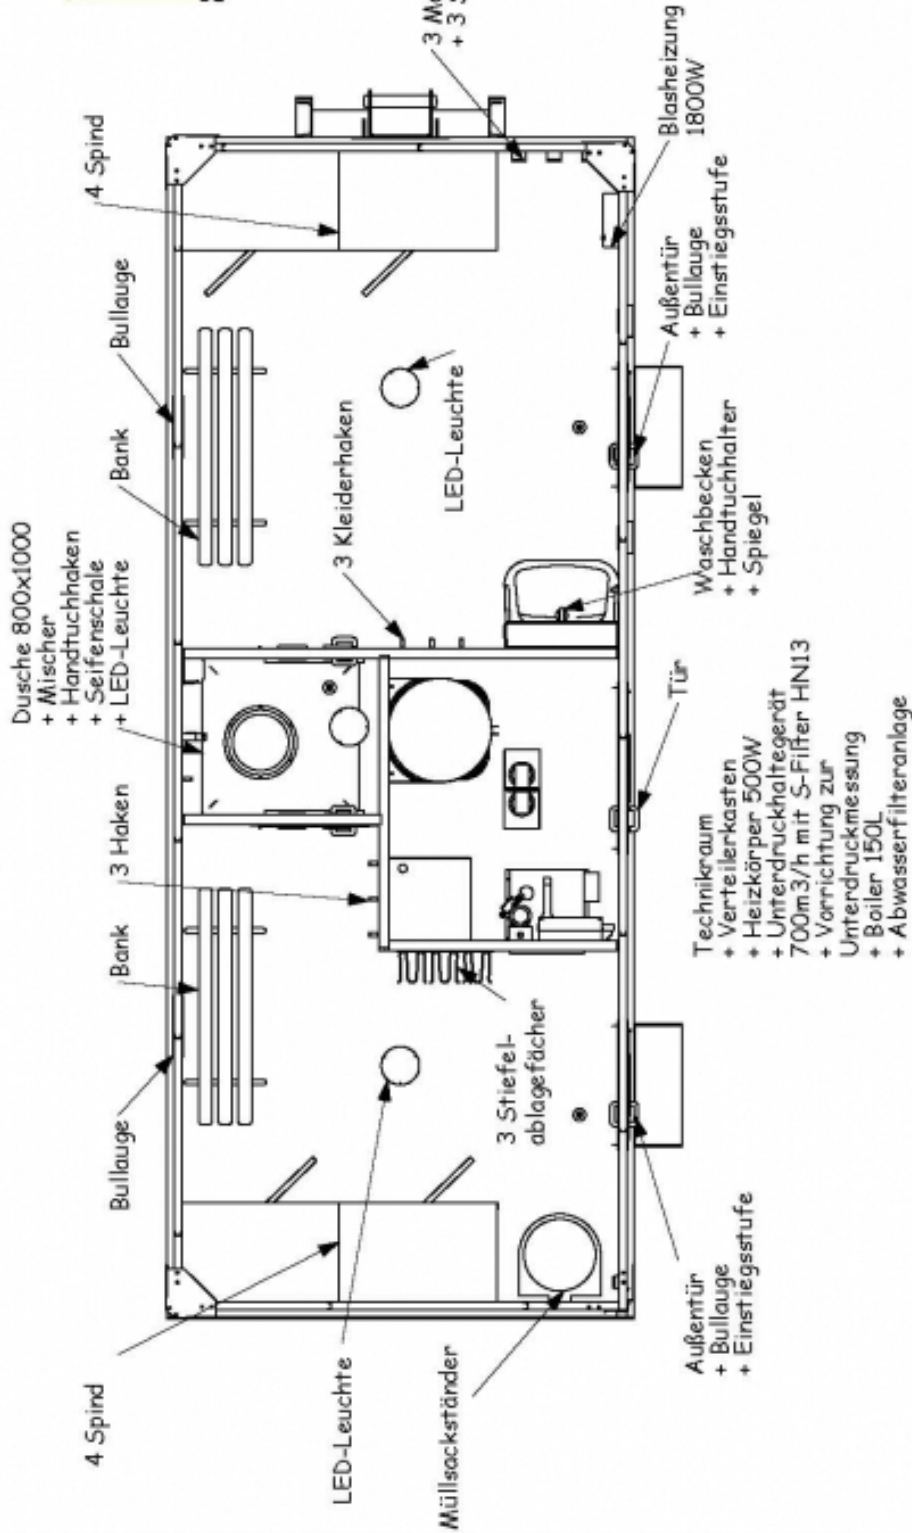 Dusche 800x1000
+ Mischer
+ Handtuchhaken
+ Seifenschale
+ LED-Leuchte
4 Spind
Bullauge
Bank
3 Haken
Bank
Bullauge
4 Spind
3
+ 3
LED-Leuchte
3 Kleiderhaken
LED-Leuchte
3 Stiefel-
ablagefächer
Müllsackständer
Außentür
+ Bullauge
+ Einstiegsstufe
Technikraum
+ Verteilerkasten
+ Heizkörper 500W
+ Unterdruckhaltegerät
700m3/h mit S-Filter HN13
+ Vorrichtung zur
Unterdruckmessung
+ Boiler 150L
+ Abwasserfilteranlage
Tür
Waschbecken
+ Handtuchhalter
+ Spiegel
Außentür
+ Bullauge
+ Einstiegsstufe
Blasheizung
1800W